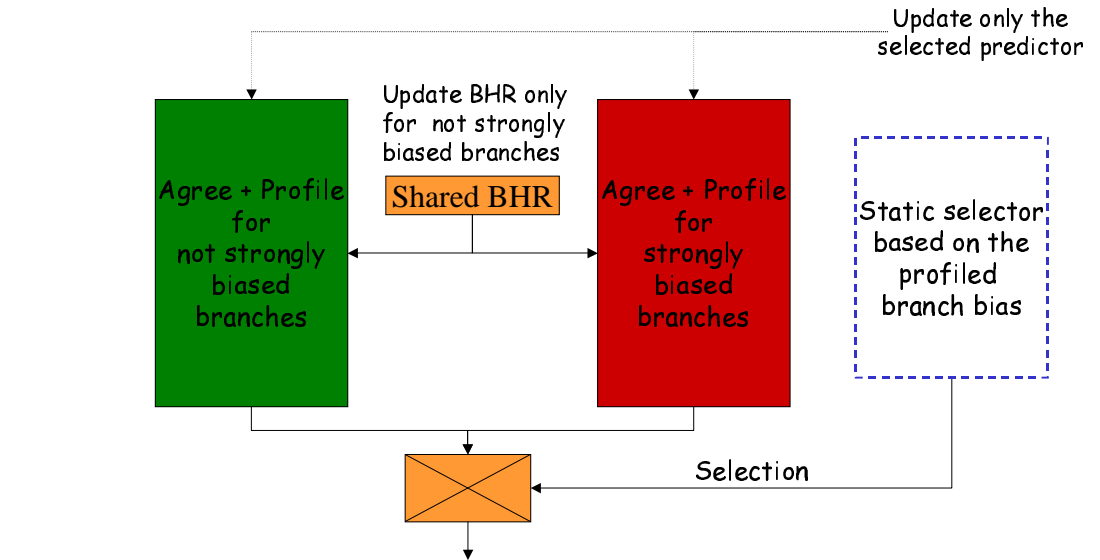 Update only the
selected predictor
Update BHR only
for not strongly
biased branches
Shared BHR
Agree + Profile
for
not strongly
biased
branches
Agree + Profile
for
strongly
biased
branches
Static selector
based on the
profiled
branch bias
Selection